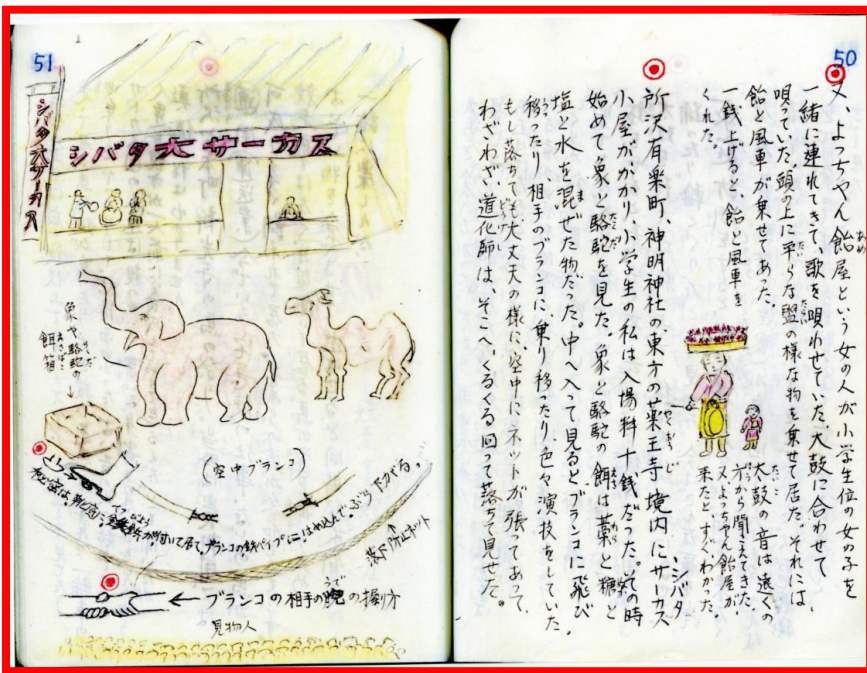 50
又、よっちゃん飴屋という女の人が小学生位の女の子を
一緒に連れてきて、歌を唄わせていた。太鼓に合わせて
唄っていた。頭の上に平らな盥の様な物を乗せて居た。それには、
飴と風車が乗せてあった。
一銭上げると、飴と風車を
くれた。
太鼓の音は遠くの
方から聞えてきた。
又よっちゃん飴屋が、
来たと、すぐわかった
所沢有楽町、神明神社の東方の薬王寺境内にサーカス
シバタ
小屋がかかり、小学生の私は入場料十銭だった。その時
始めて象と駱駝を見た。象と駱駝の餌は藁と糠と
塩と水を混ぜた物だった。中へ入って見ると、ブランコに飛び
移ったり相手のブランコに、乗り移ったり、色々演技をしていた。
もし落ちても大丈夫の様に、空中にネットが張ってあって、
わざわざ、道化師は、そこへくるくる回って落ちて見せた。
51
シバタ大サーカス
シバタ大サーカス
象や駱駝の
餌箱
(空中ブランコ)
ぶら下がる。
落下防止ネット
←ブランコの相手の腕の握り方
見物人